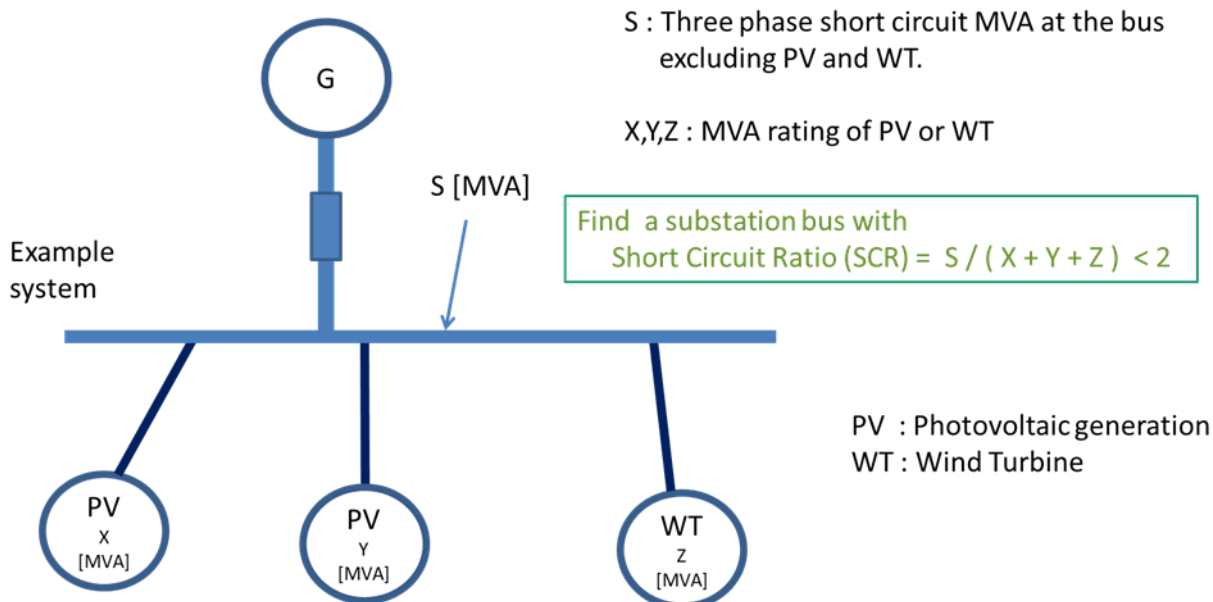 S : Three phase short circuit MVA at the bus
excluding PV and WT.
G
X,Y,Z : MVA rating of PV or WT
S [MVA]
Find a substation bus with
Short Circuit Ratio (SCR) = S / ( X + Y + Z ) < 2
Example
system
PV : Photovoltaic generation
WT : Wind Turbine
PV
X
[MVA]
PV
Y
[MVA]
WT
Z
[MVA]